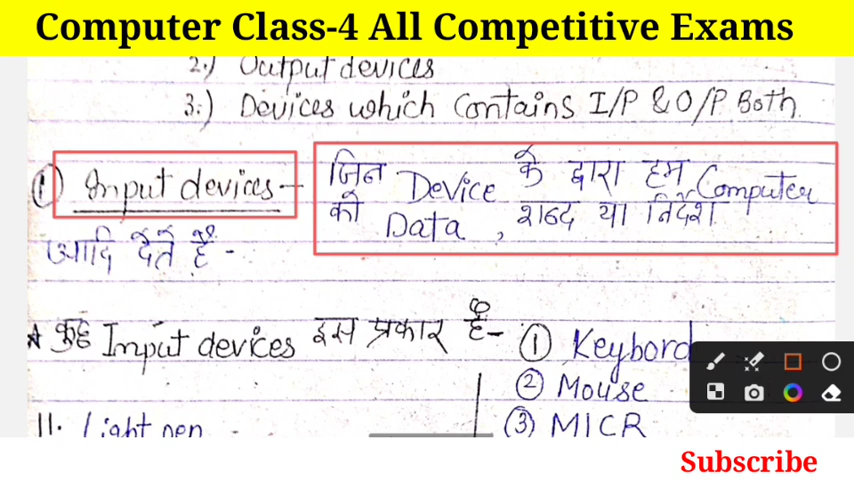 Computer Class-4 All Competitive Exams
2.) Output devices
3.) Devices which Contains I/P & O/P Both.
① Input devices - जिन Device के द्वारा हम Computer
को Data, शब्द या निर्देश
आदि देते हैं -
★ कुछ Input devices इस प्रकार हैं - ① Keybord
② Mouse
11. Light pen ③ MICR
Subscribe